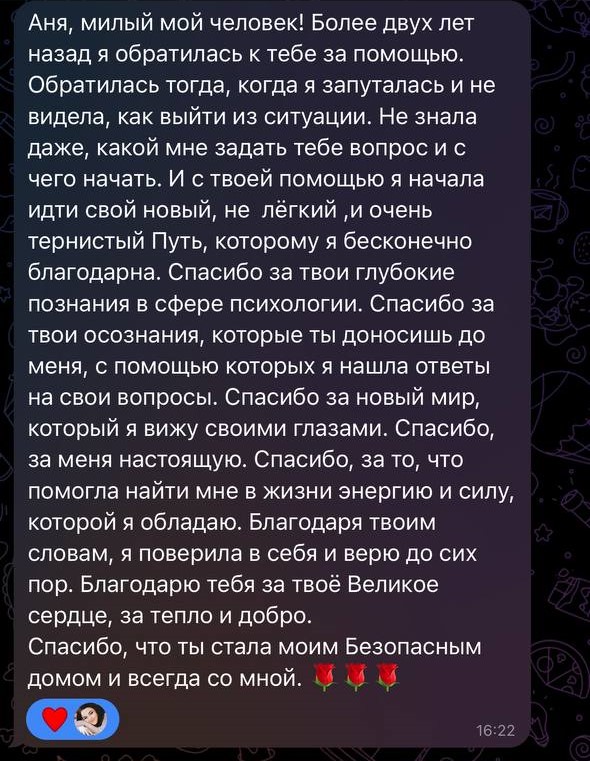 Аня, милый мой человек! Более двух лет
назад я обратилась к тебе за помощью.
Обратилась тогда, когда я запуталась и не
видела, как выйти из ситуации. Не знала
даже, какой мне задать тебе вопрос и с
чего начать. И с твоей помощью я начала
идти свой новый, не  лёгкий ,и очень
тернистый Путь, которому я бесконечно
благодарна. Спасибо за твои глубокие
познания в сфере психологии. Спасибо за
твои осознания, которые ты доносишь до
меня, с помощью которых я нашла ответы
на свои вопросы. Спасибо за новый мир,
который я вижу своими глазами. Спасибо,
за меня настоящую. Спасибо, за то, что
помогла найти мне в жизни энергию и силу,
которой я обладаю. Благодаря твоим
словам, я поверила в себя и верю до сих
пор. Благодарю тебя за твоё Великое
сердце, за тепло и добро.
Спасибо, что ты стала моим Безопасным
домом и всегда со мной. 🌹🌹🌹
16:22